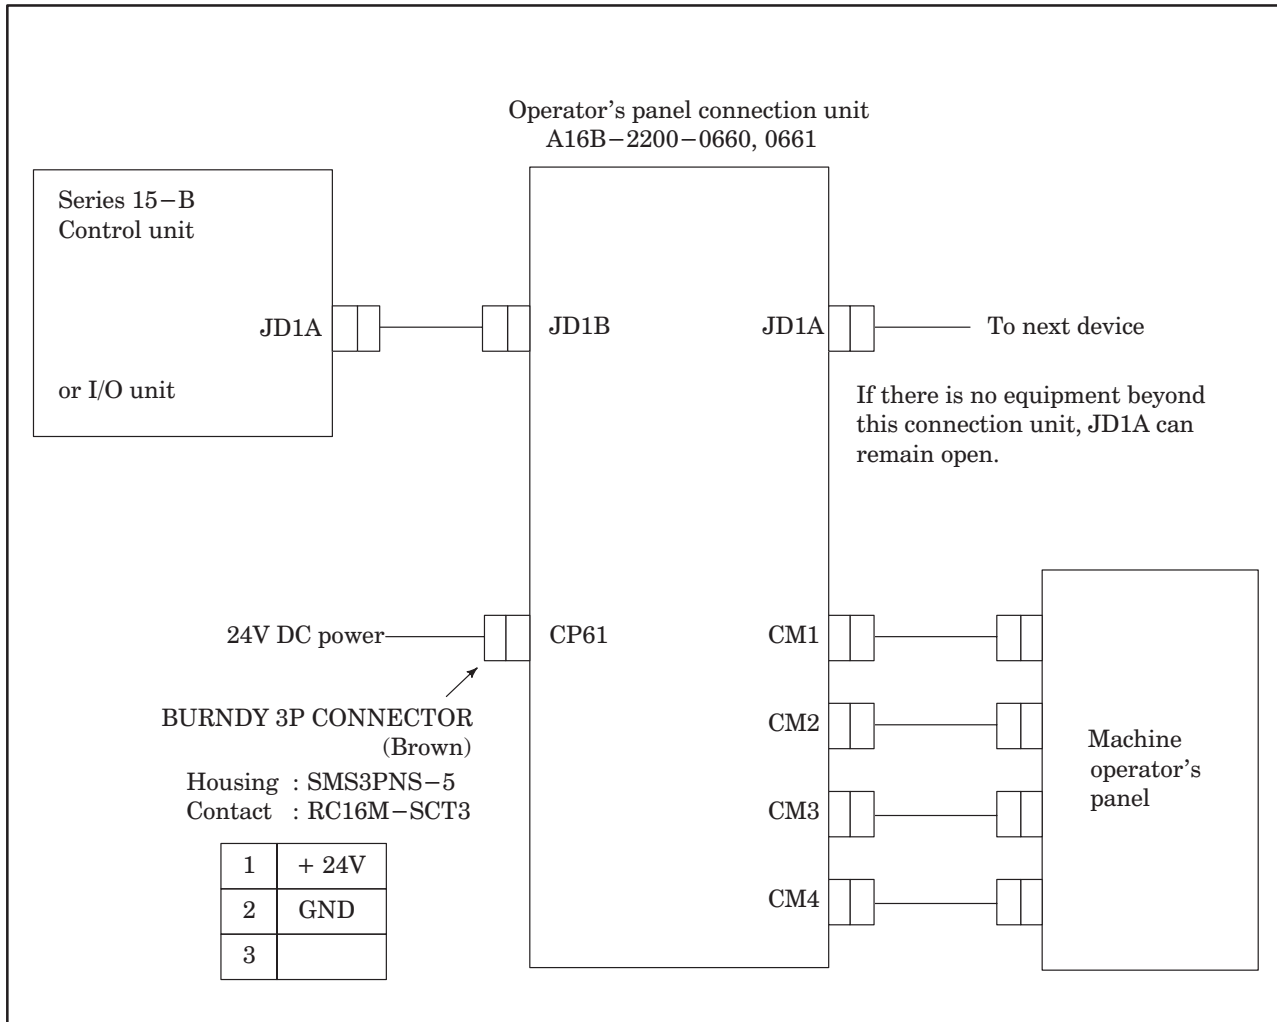 Operator's panel connection unit
A16B−2200−0660, 0661
Series 15−B
Control unit
JD1A
or I/O unit
JD1B
JD1A
To next device
If there is no equipment beyond
this connection unit, JD1A can
remain open.
24V DC power
CP61
BURNDY 3P CONNECTOR
(Brown)
Housing : SMS3PNS−5
Contact : RC16M−SCT3
1 + 24V
2 GND
3
CM1
CM2
CM3
CM4
Machine
operator's
panel